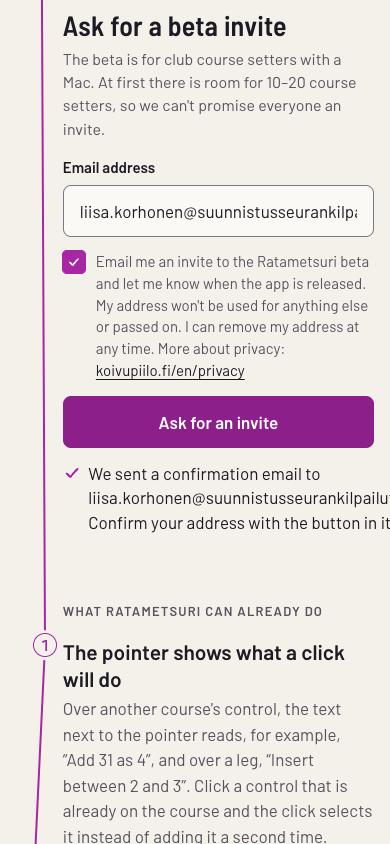 Ask for a beta invite
The beta is for club course setters with a
Mac. At first there is room for 10–20 course
setters, so we can't promise everyone an
invite.
Email address
liisa.korhonen@suunnistusseurankilpa
Email me an invite to the Ratametsuri beta
and let me know when the app is released.
My address won't be used for anything else
or passed on. I can remove my address at
any time. More about privacy:
koivupiilo.fi/en/privacy
Ask for an invite
We sent a confirmation email to
liisa.korhonen@suunnistusseurankilpailu
Confirm your address with the button in it
WHAT RATAMETSURI CAN ALREADY DO
1
The pointer shows what a click
will do
Over another course's control, the text
next to the pointer reads, for example,
“Add 31 as 4”, and over a leg, “Insert
between 2 and 3”. Click a control that is
already on the course and the click selects
it instead of adding it a second time.